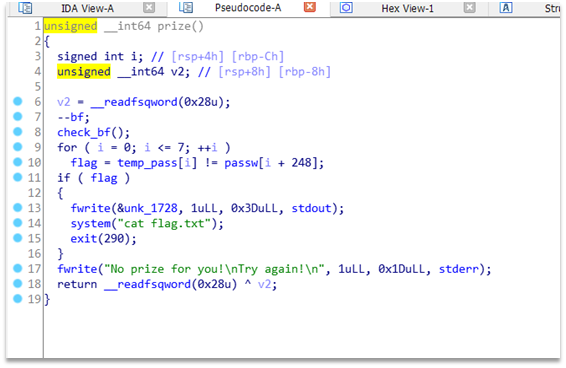 IDA View-A Pseudocode-A Hex View-1 Stru
1 unsigned __int64 prize()
2 {
3 signed int i; // [rsp+4h] [rbp-Ch]
4 unsigned __int64 v2; // [rsp+8h] [rbp-8h]
5
6 v2 = __readfsqword(0x28u);
7 --bf;
8 check_bf();
9 for ( i = 0; i <= 7; ++i )
10 flag = temp_pass[i] != passw[i + 248];
11 if ( flag )
12 {
13 fwrite(&unk_1728, 1uLL, 0x3DuLL, stdout);
14 system("cat flag.txt");
15 exit(290);
16 }
17 fwrite("No prize for you!\nTry again!\n", 1uLL, 0x1DuLL, stderr);
18 return __readfsqword(0x28u) ^ v2;
19 }